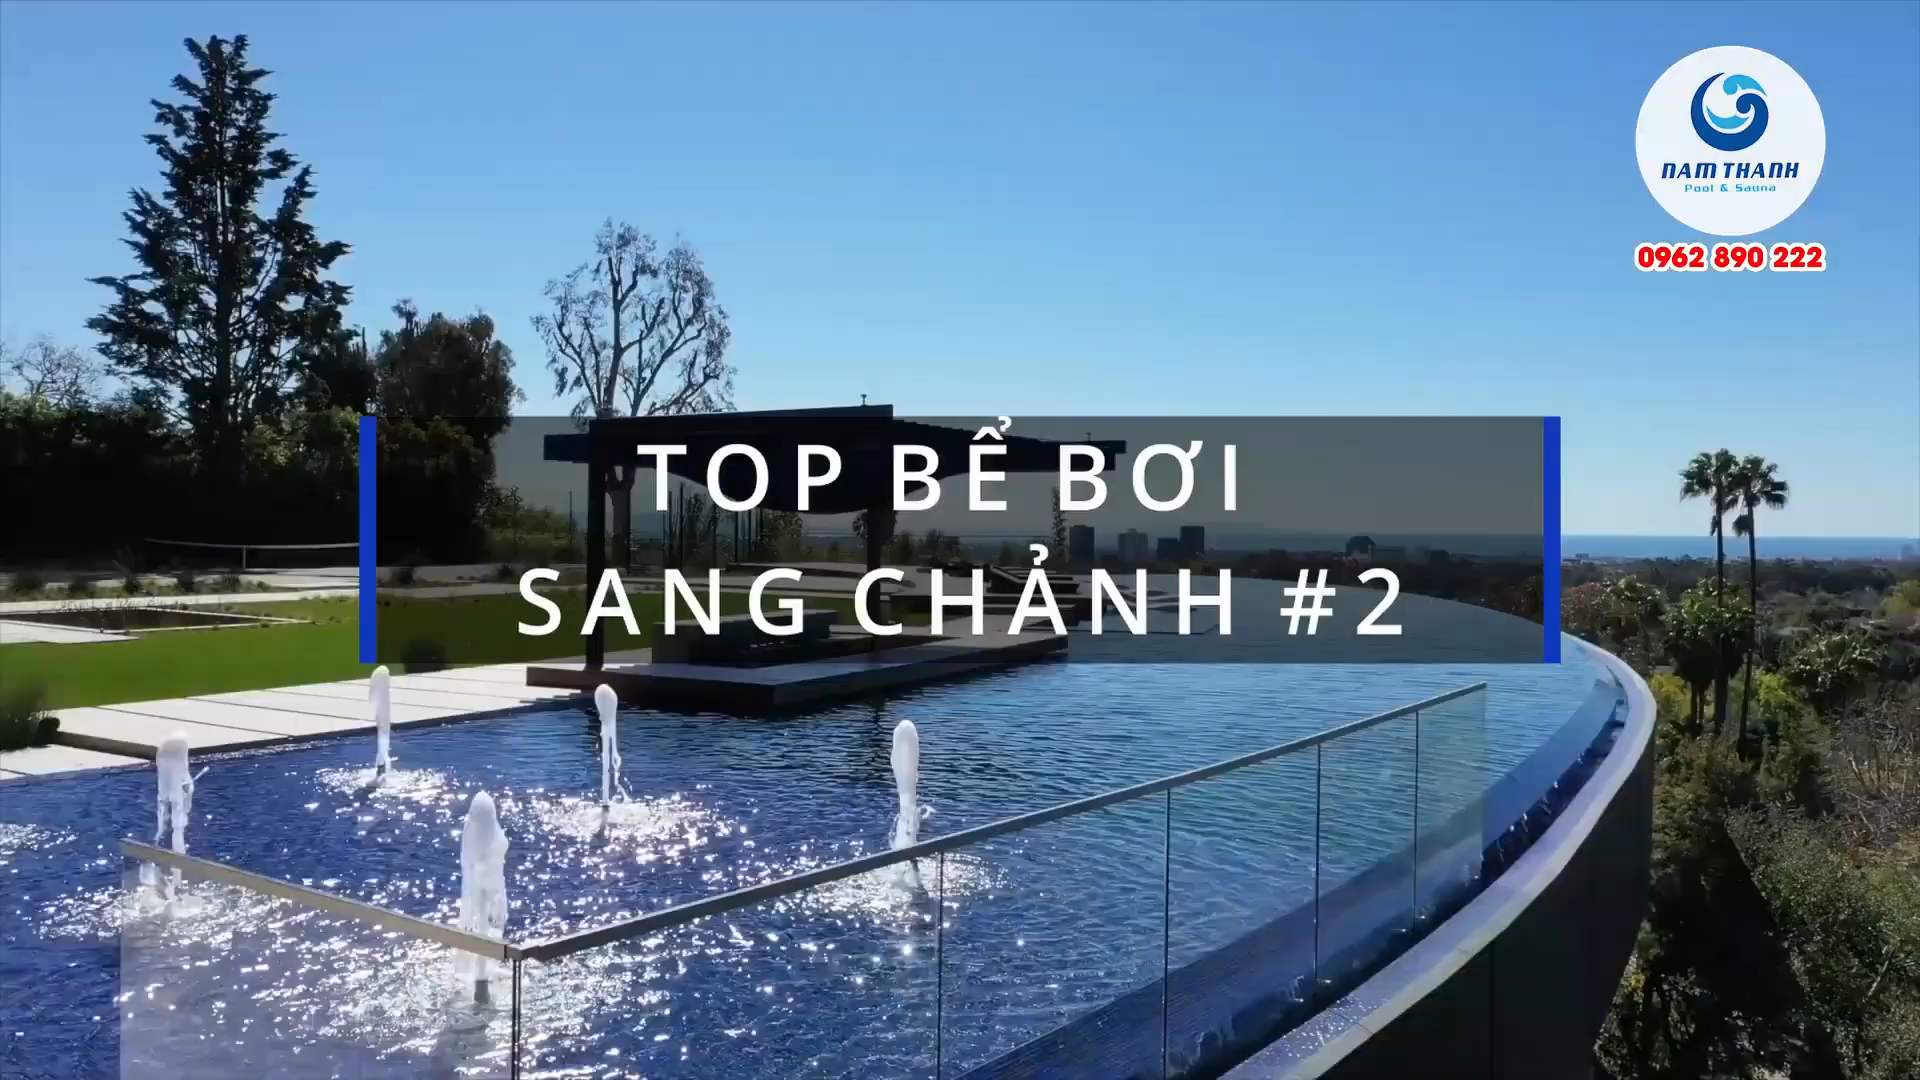 NAM THANH
Pool & Sauna
0962 890 222
TOP BỂ BƠI
SANG CHẢNH #2